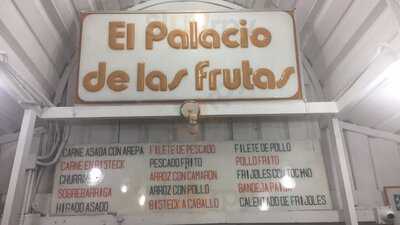 El Palacio
de las frutas
CARNE ASADA CON AREPA
CARNE EN BISTECK
CHURRASCO
SOBREBARRIGA
HIGADO ASADO
FILETE DE PESCADO
PESCADO FRITO
ARROZ CON CAMARON
ARROZ CON POLLO
BISTECK A CABALLO
FILETE DE POLLO
POLLO FRITO
FRIJOLES CON TOCINO
BANDEJA PAISA
CALENTADO DE FRIJOLES